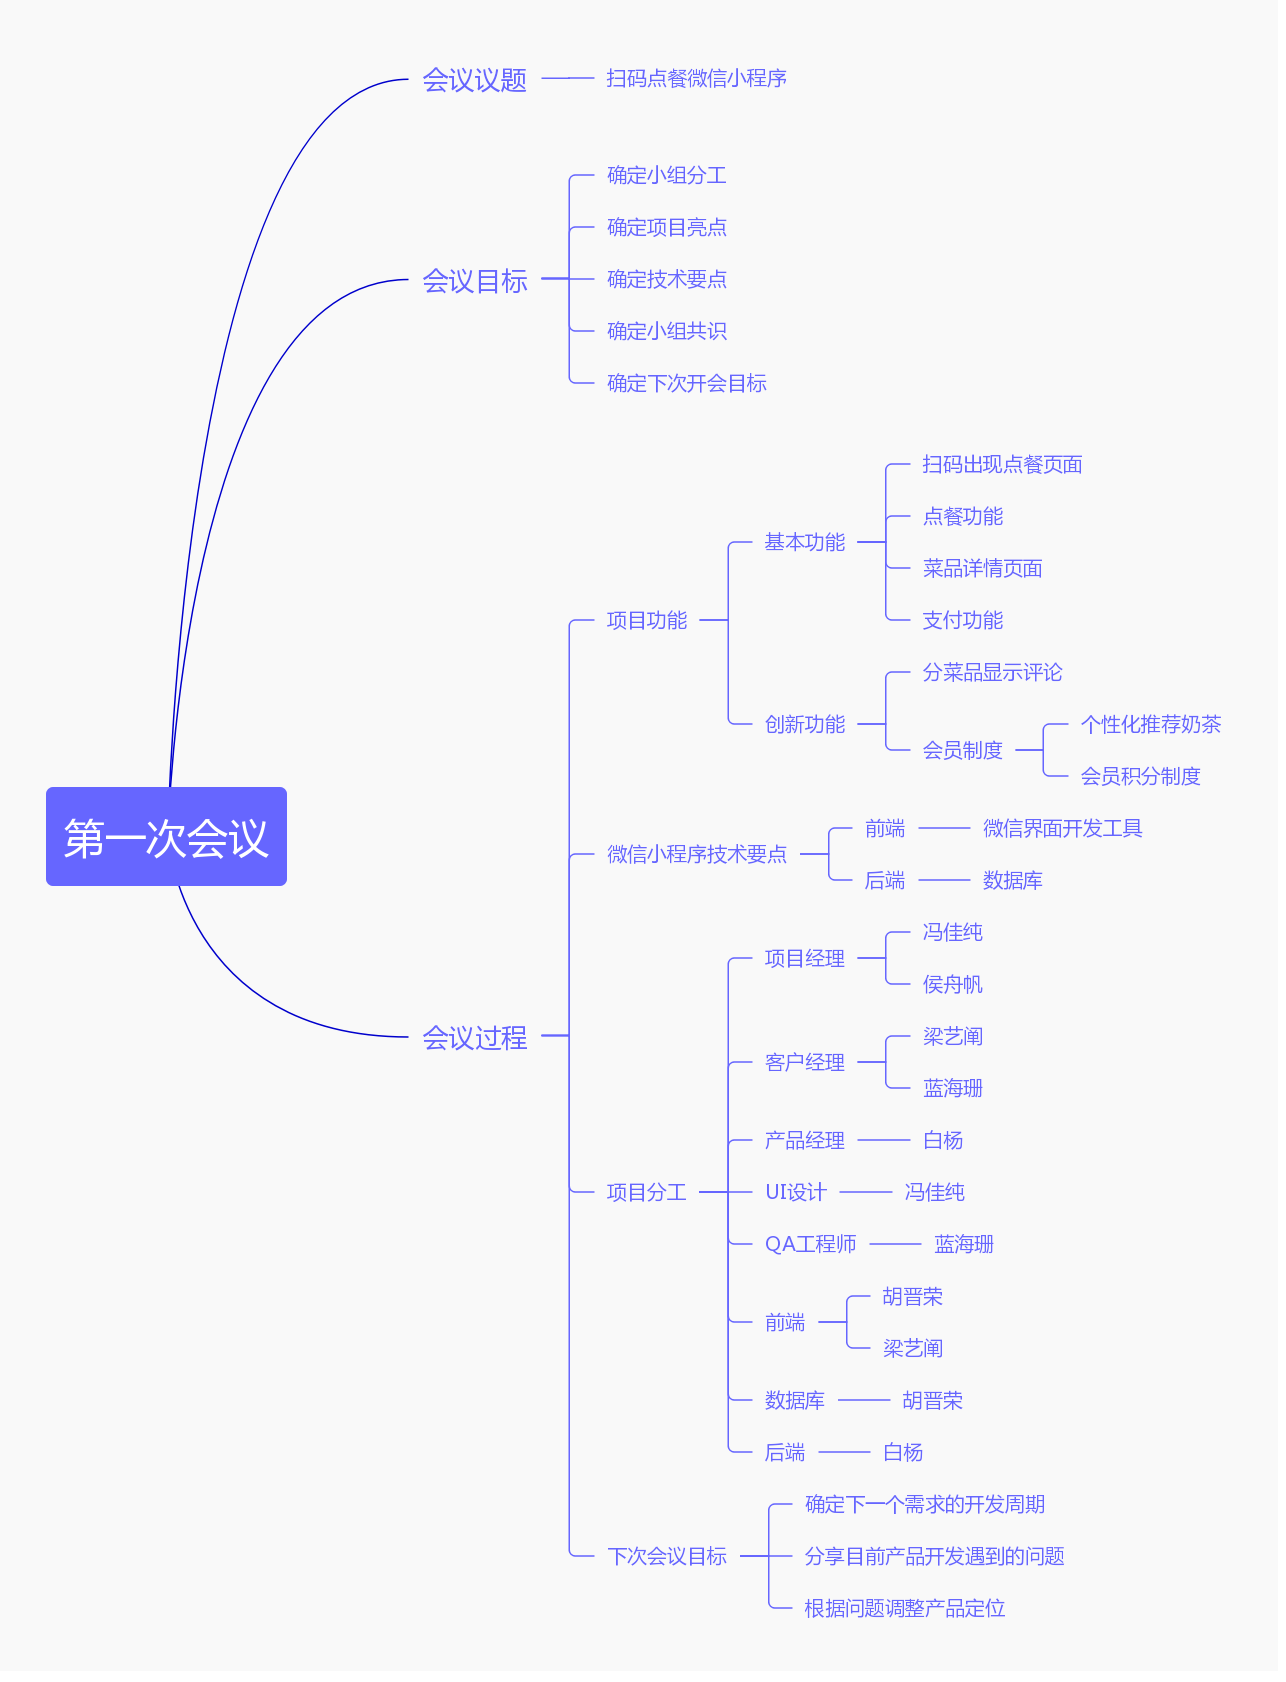 第一次会议
会议议题
扫码点餐微信小程序
会议目标
确定小组分工
确定项目亮点
确定技术要点
确定小组共识
确定下次开会目标
会议过程
项目功能
基本功能
扫码出现点餐页面
点餐功能
菜品详情页面
支付功能
创新功能
分菜品显示评论
会员制度
个性化推荐奶茶
会员积分制度
微信小程序技术要点
前端
微信界面开发工具
后端
数据库
项目分工
项目经理
冯佳纯
侯舟帆
客户经理
梁艺阐
蓝海珊
产品经理
白杨
UI设计
冯佳纯
QA工程师
蓝海珊
前端
胡晋荣
梁艺阐
数据库
胡晋荣
后端
白杨
下次会议目标
确定下一个需求的开发周期
分享目前产品开发遇到的问题
根据问题调整产品定位